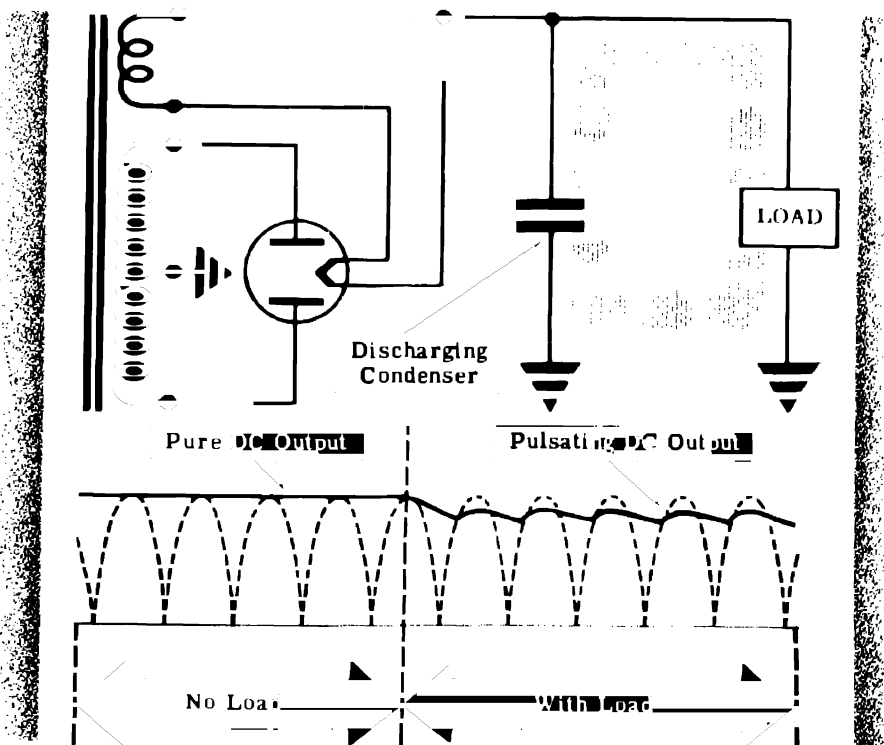 LOAD
Discharging
Condenser
Pure DC Output
Pulsating DC Output
No Load
With Load